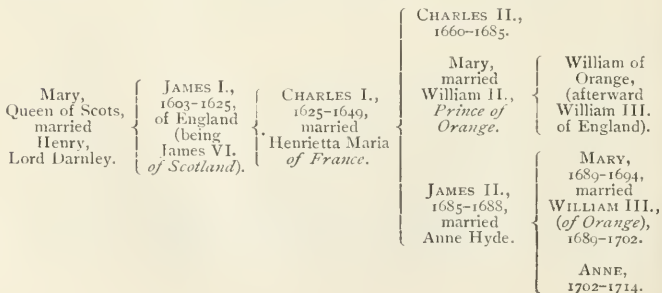 Mary,
Queen of Scots,
married
Henry,
Lord Darnley.
JAMES I.,
1603–1625,
of England
(being
James VI.
of Scotland).
CHARLES I.,
1625–1649,
married
Henrietta Maria
of France.
CHARLES II.,
1660–1685.
Mary,
married
William II.,
Prince of
Orange.
William of
Orange,
(afterward
William III.
of England).
JAMES II.,
1685–1688,
married
Anne Hyde.
MARY,
1689–1694,
married
WILLIAM III.,
(of Orange),
1689–1702.
ANNE,
1702–1714.